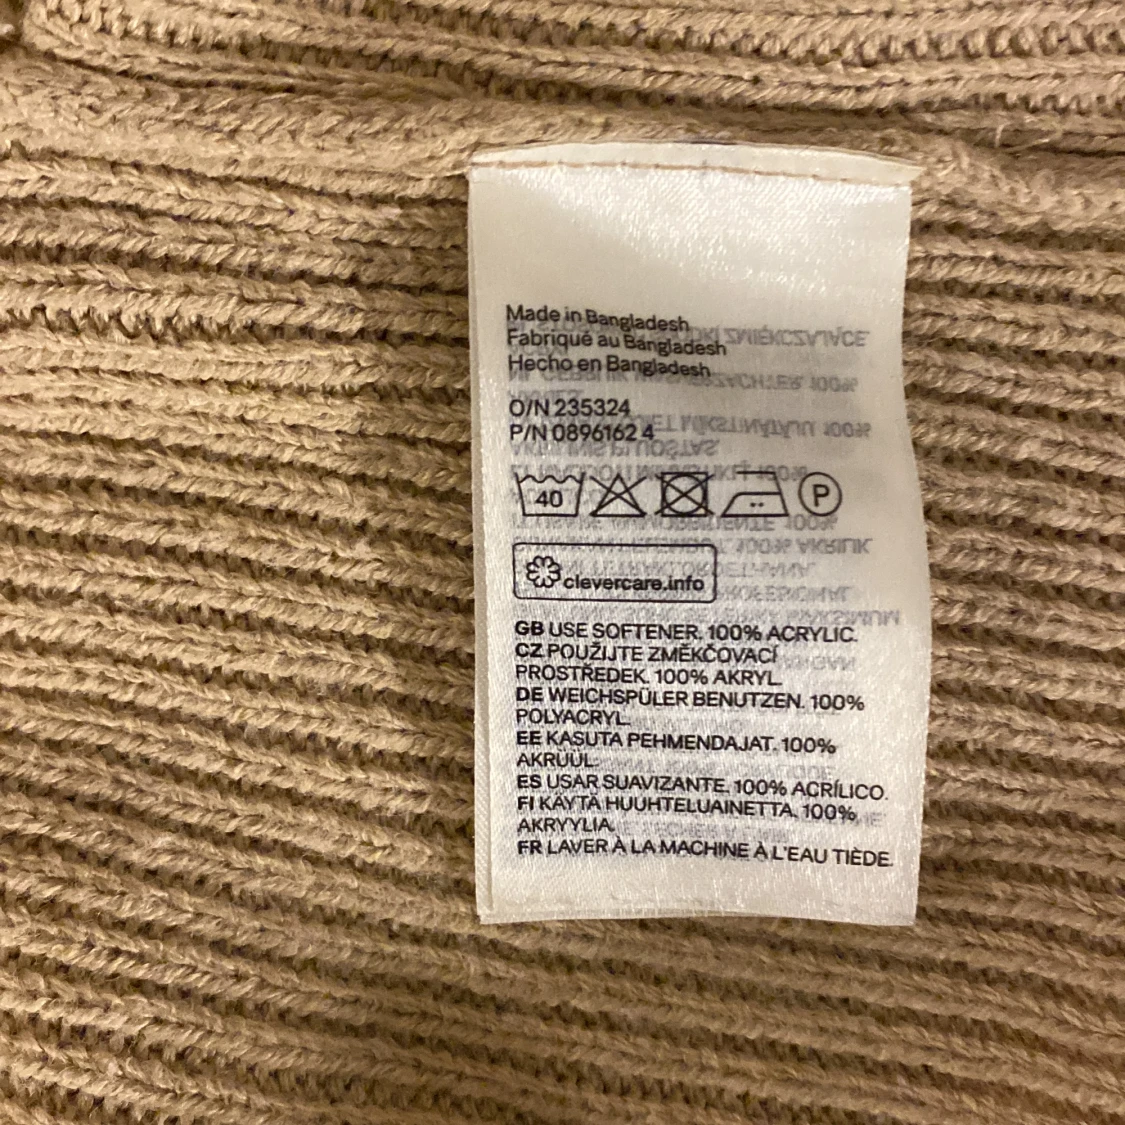 Made in Bangladesh
Fabriqué au Bangladesh
Hecho en Bangladesh
O/N 235324
P/N 0896162 4
40 P
clevercare.info
GB USE SOFTENER. 100% ACRYLIC.
CZ POUŽIJTE ZMĚKČOVACÍ
PROSTŘEDEK. 100% AKRYL.
DE WEICHSPÜLER BENUTZEN. 100%
POLYACRYL.
EE KASUTA PEHMENDAJAT. 100%
AKRÜÜL.
ES USAR SUAVIZANTE. 100% ACRÍLICO.
FI KÄYTÄ HUUHTELUAINETTA. 100%
AKRYYLIA.
FR LAVER À LA MACHINE À L'EAU TIÈDE.